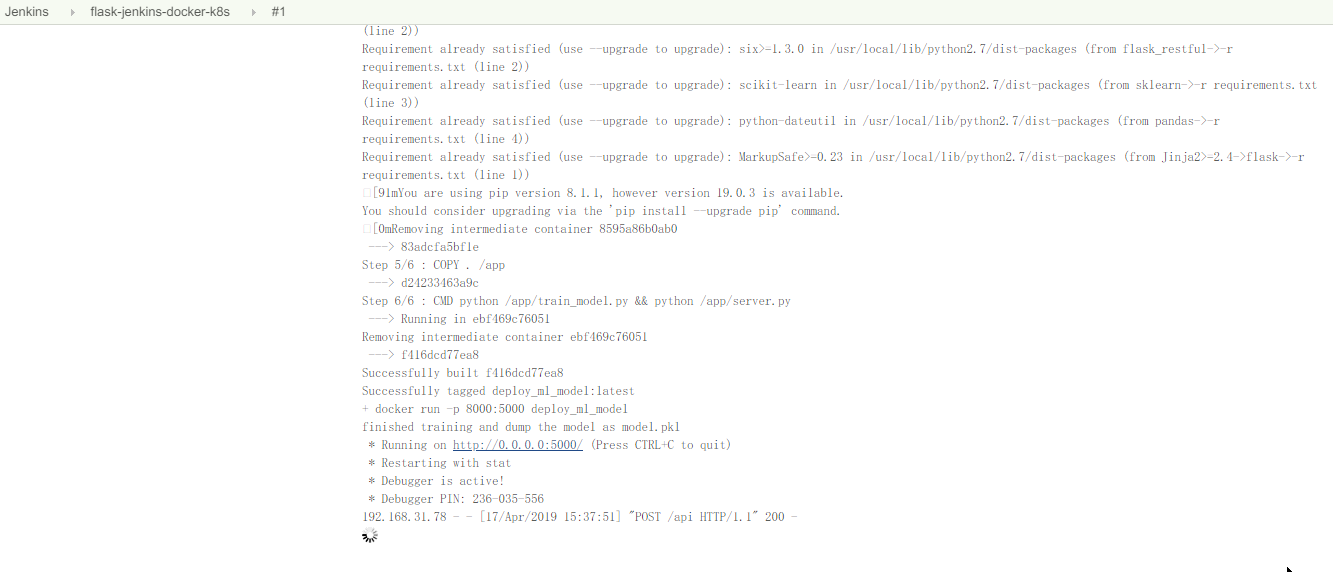 Jenkins flask-jenkins-docker-k8s #1
(line 2))
Requirement already satisfied (use --upgrade to upgrade): six>=1.3.0 in /usr/local/lib/python2.7/dist-packages (from flask_restful->-r
requirements.txt (line 2))
Requirement already satisfied (use --upgrade to upgrade): scikit-learn in /usr/local/lib/python2.7/dist-packages (from sklearn->-r requirements.txt
(line 3))
Requirement already satisfied (use --upgrade to upgrade): python-dateutil in /usr/local/lib/python2.7/dist-packages (from pandas->-r
requirements.txt (line 4))
Requirement already satisfied (use --upgrade to upgrade): MarkupSafe>=0.23 in /usr/local/lib/python2.7/dist-packages (from Jinja2>=2.4->flask->-r
requirements.txt (line 1))
[91mYou are using pip version 8.1.1, however version 19.0.3 is available.
You should consider upgrading via the 'pip install --upgrade pip' command.
[0mRemoving intermediate container 8595a86b0ab0
---> 83adcfa5bf1e
Step 5/6 : COPY . /app
---> d24233463a9c
Step 6/6 : CMD python /app/train_model.py && python /app/server.py
---> Running in ebf469c76051
Removing intermediate container ebf469c76051
---> f416dcd77ea8
Successfully built f416dcd77ea8
Successfully tagged deploy_ml_model:latest
+ docker run -p 8000:5000 deploy_ml_model
finished training and dump the model as model.pkl
* Running on http://0.0.0.0:5000/ (Press CTRL+C to quit)
* Restarting with stat
* Debugger is active!
* Debugger PIN: 236-035-556
192.168.31.78 - - [17/Apr/2019 15:37:51] "POST /api HTTP/1.1" 200 -